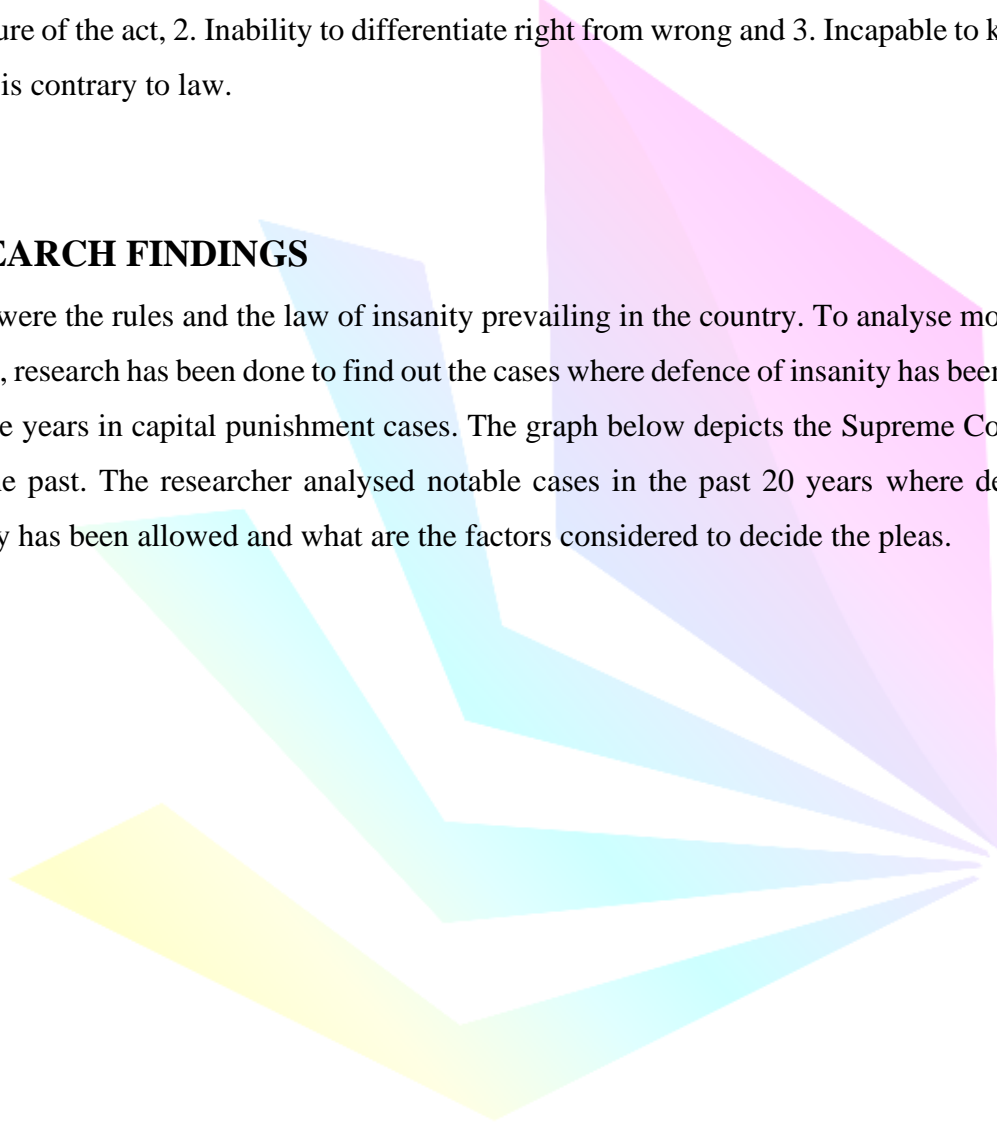 ure of the act, 2. Inability to differentiate right from wrong and 3. Incapable to k
is contrary to law.
EARCH FINDINGS
were the rules and the law of insanity prevailing in the country. To analyse mo
, research has been done to find out the cases where defence of insanity has been
e years in capital punishment cases. The graph below depicts the Supreme Co
e past. The researcher analysed notable cases in the past 20 years where de
y has been allowed and what are the factors considered to decide the pleas.